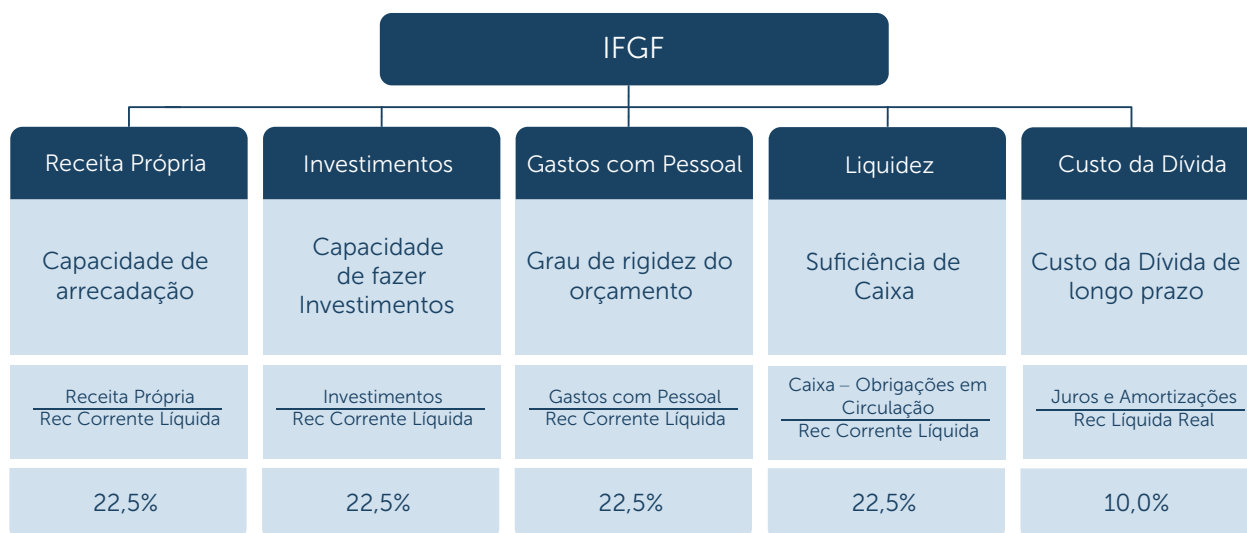 IFGF
Receita Própria
Investimentos
Gastos com Pessoal
Liquidez
Custo da Dívida
Capacidade de
arrecadação
Capacidade
de fazer
Investimentos
Grau de rigidez do
orçamento
Suficiência de
Caixa
Custo da Dívida de
longo prazo
Receita Própria
Rec Corrente Líquida
Investimentos
Rec Corrente Líquida
Gastos com Pessoal
Rec Corrente Líquida
Caixa – Obrigações em
Circulação
Rec Corrente Líquida
Juros e Amortizações
Rec Líquida Real
22,5%
22,5%
22,5%
22,5%
10,0%